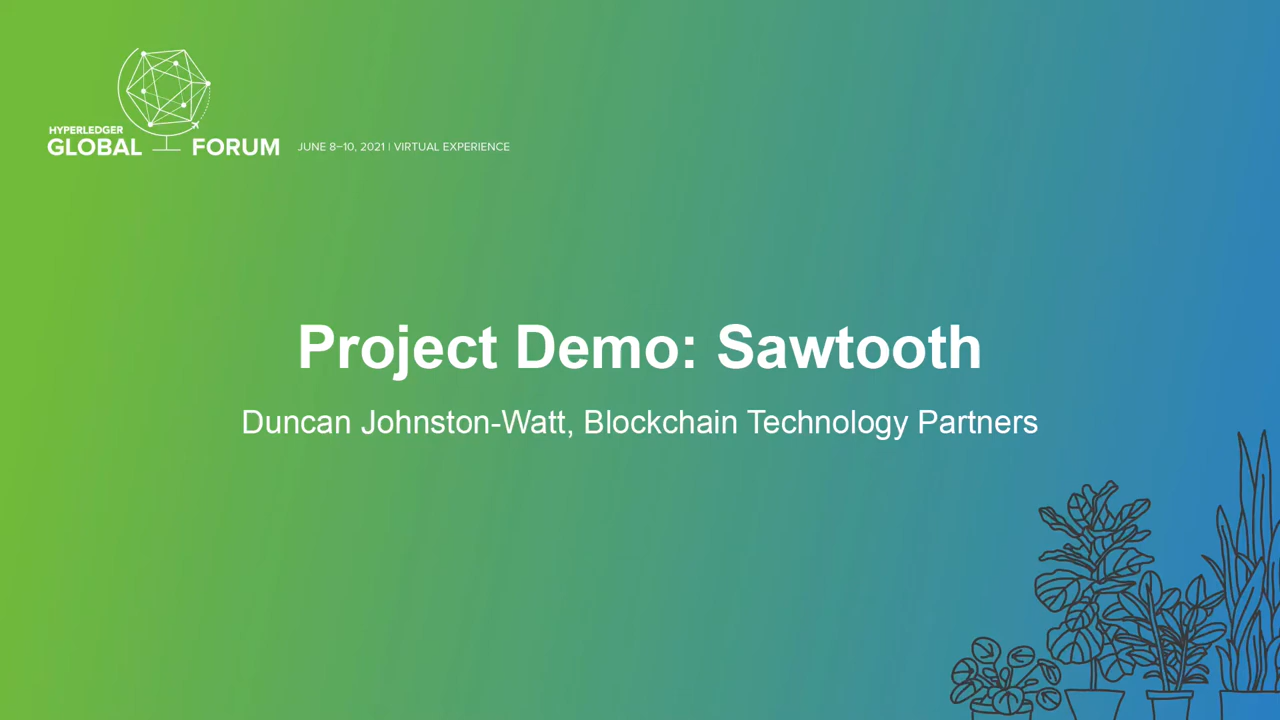 HYPERLEDGER
GLOBAL FORUM
JUNE 8–10, 2021 | VIRTUAL EXPERIENCE
Project Demo: Sawtooth
Duncan Johnston-Watt, Blockchain Technology Partners